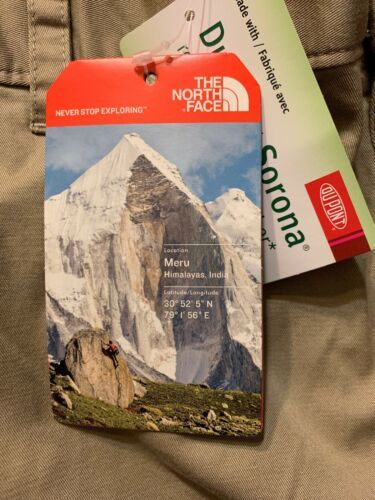 THE
NORTH
FACE
NEVER STOP EXPLORING™
Location
Meru
Himalayas, India
Latitude/Longitude
30° 52' 5" N
79° 1' 56" E
made with / Fabriqué avec
Sorona®
DUPONT